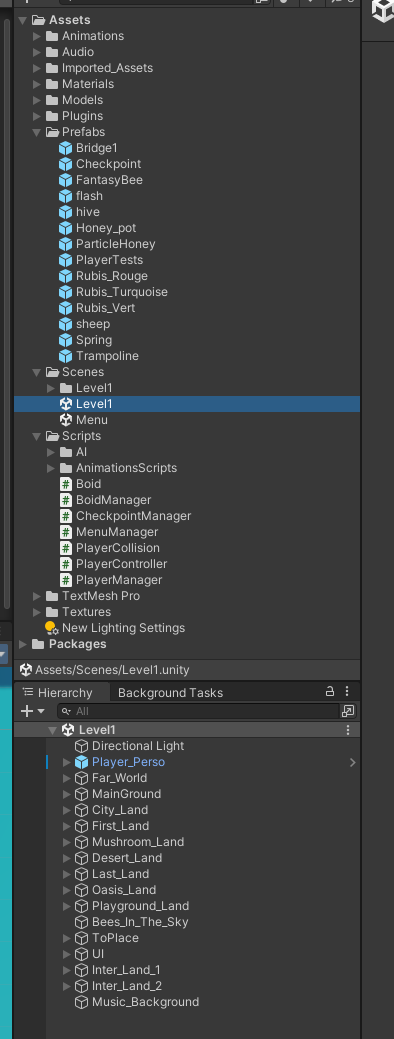 Assets
Animations
Audio
Imported_Assets
Materials
Models
Plugins
Prefabs
Bridge1
Checkpoint
FantasyBee
flash
hive
Honey_pot
ParticleHoney
PlayerTests
Rubis_Rouge
Rubis_Turquoise
Rubis_Vert
sheep
Spring
Trampoline
Scenes
Level1
Level1
Menu
Scripts
AI
AnimationsScripts
# Boid
# BoidManager
# CheckpointManager
# MenuManager
# PlayerCollision
# PlayerController
# PlayerManager
TextMesh Pro
Textures
New Lighting Settings
Packages
Assets/Scenes/Level1.unity
Hierarchy Background Tasks
All
Level1
Directional Light
Player_Perso
Far_World
MainGround
City_Land
First_Land
Mushroom_Land
Desert_Land
Last_Land
Oasis_Land
Playground_Land
Bees_In_The_Sky
ToPlace
UI
Inter_Land_1
Inter_Land_2
Music_Background